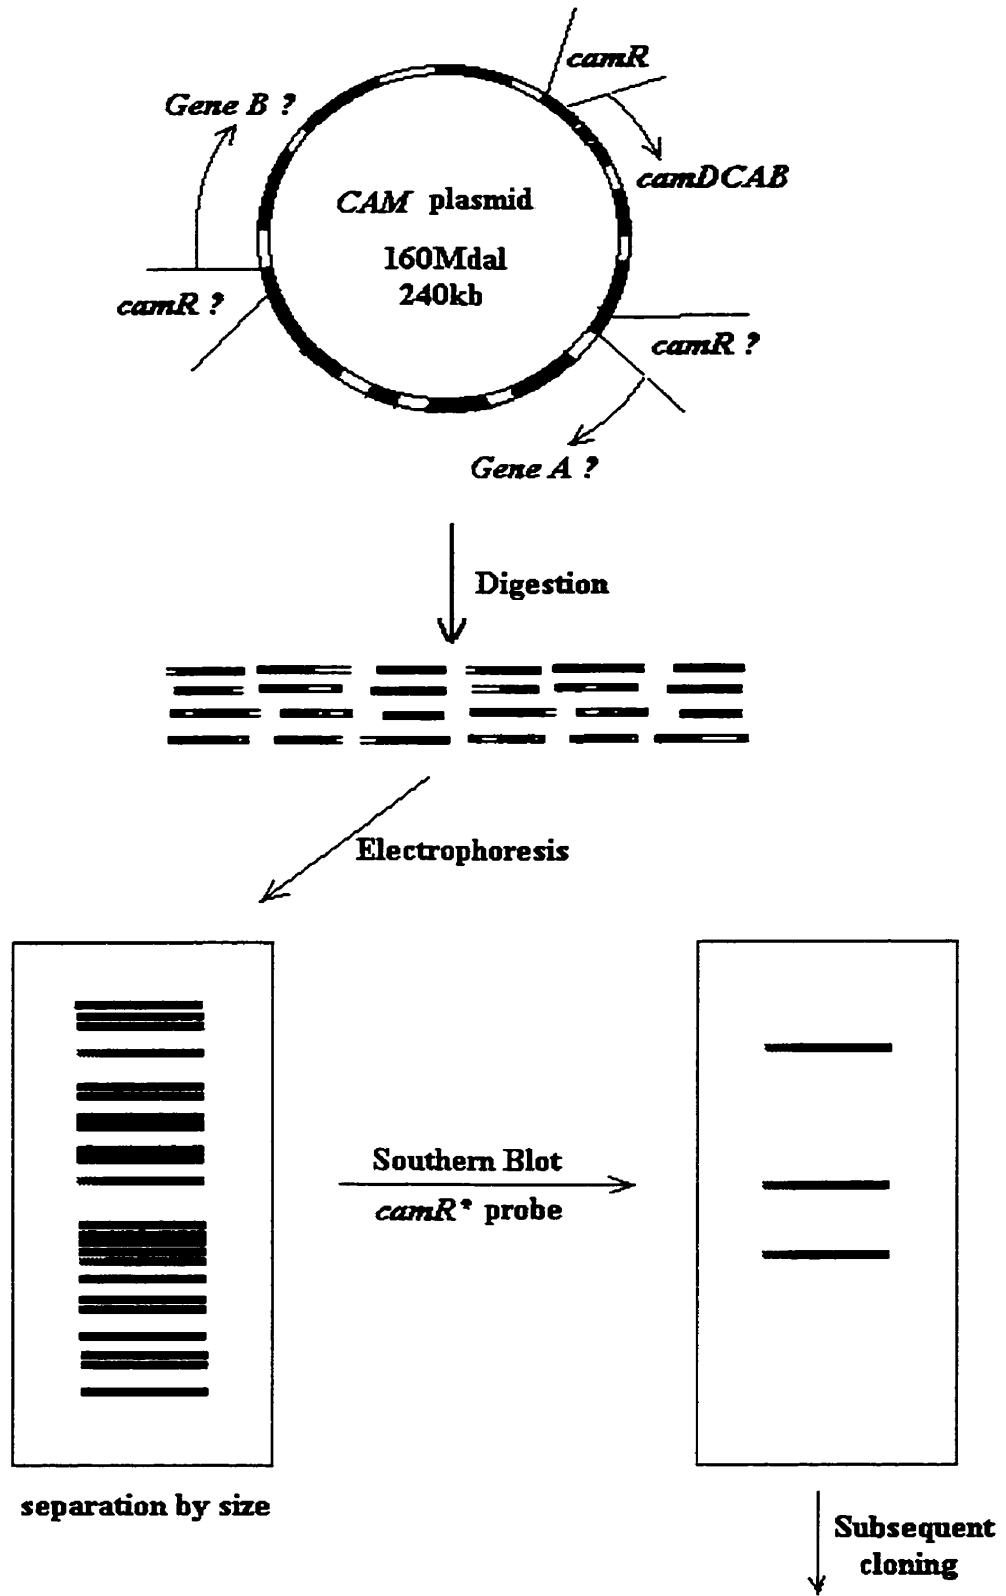 camR
Gene B ?
camDCAB
CAM plasmid
160Mdal
240kb
camR ?
camR ?
Gene A ?
Digestion
Electrophoresis
Southern Blot
camR* probe
separation by size
Subsequent
cloning